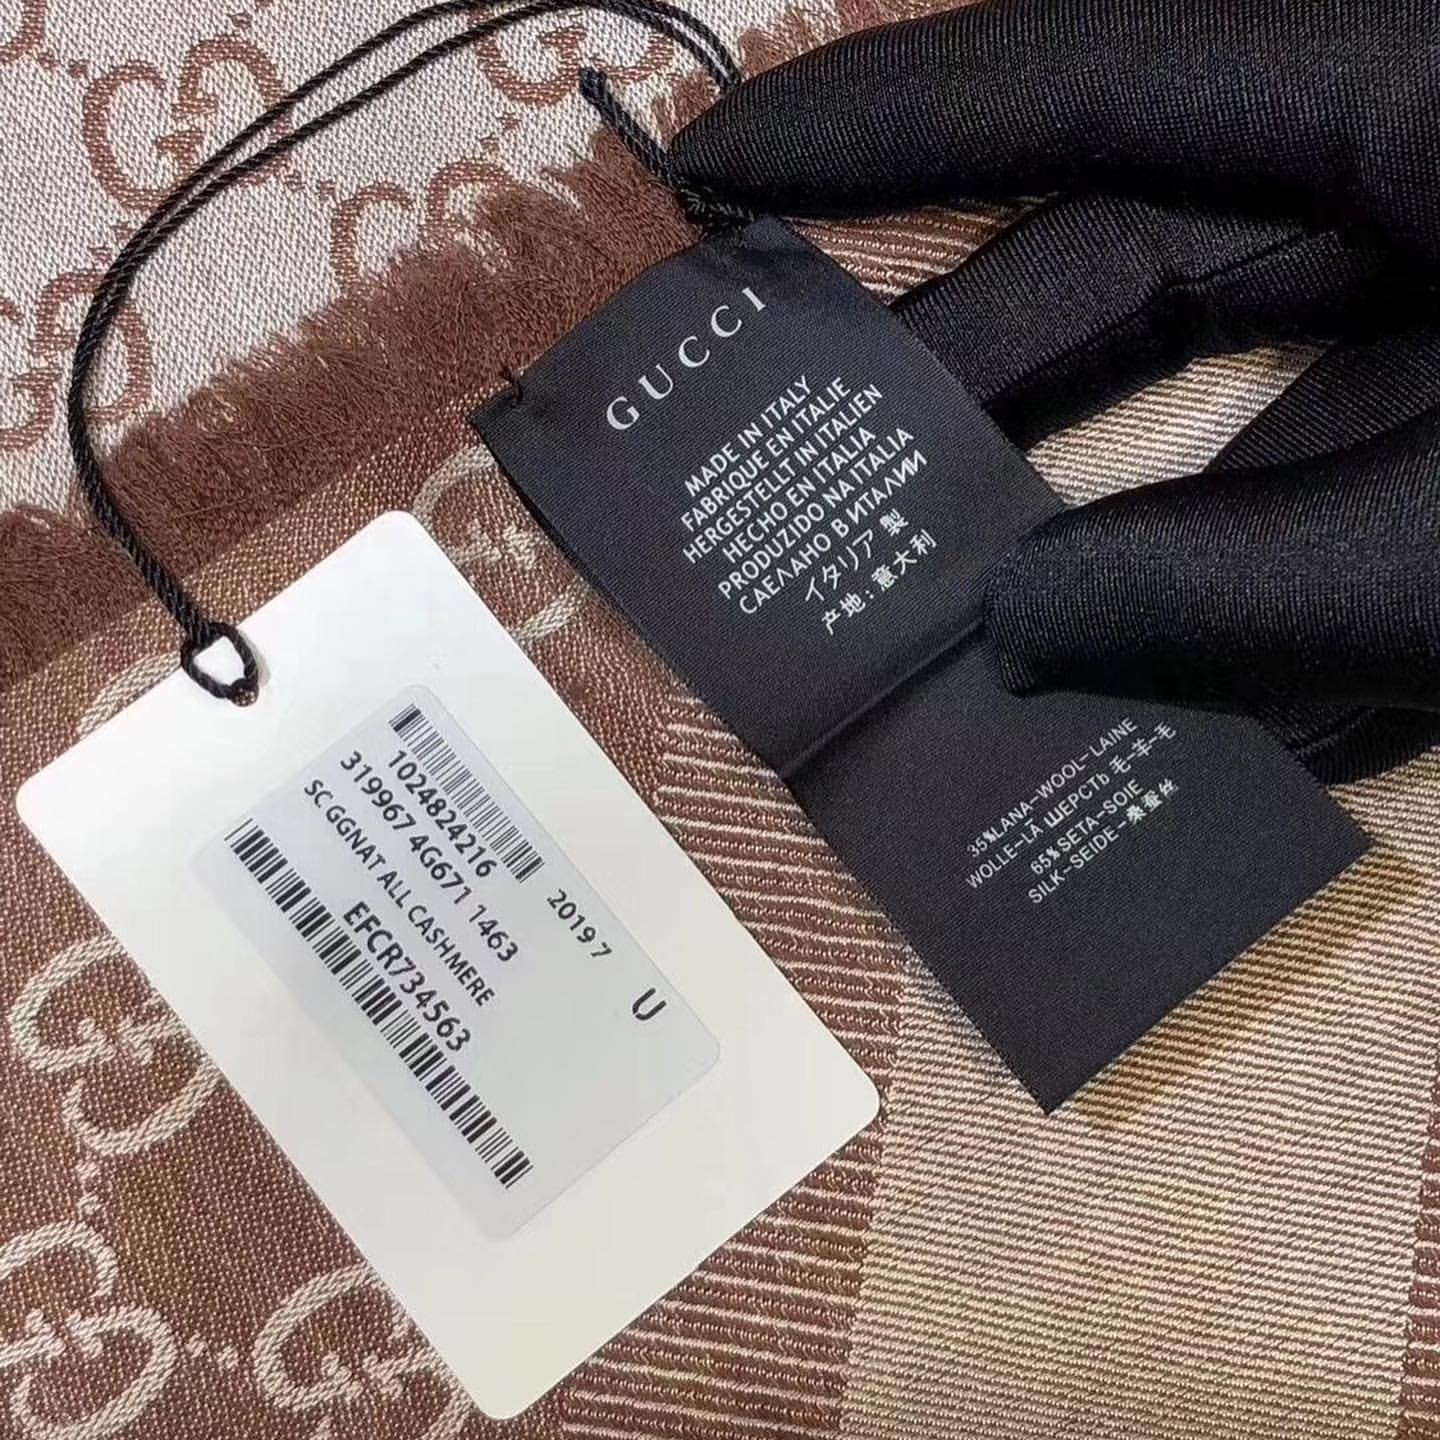 GUCCI
MADE IN ITALY
FABRIQUE EN ITALIE
HERGESTELLT IN ITALIEN
HECHO EN ITALIA
PRODUZIDO NA ITALIA
СДЕЛАНО В ИТАЛИИ
イタリア 製
产地:意大利
35%LANA-WOOL-LAINE
WOLLE-LÃ ШЕРСТЬ 毛-羊-毛
65%SETA-SOIE
SILK-SEIDE-桑蚕丝
1024824216
319967 4G671 1463
SC GGNAT ALL CASHMERE
EFCR734563
2019 7
U